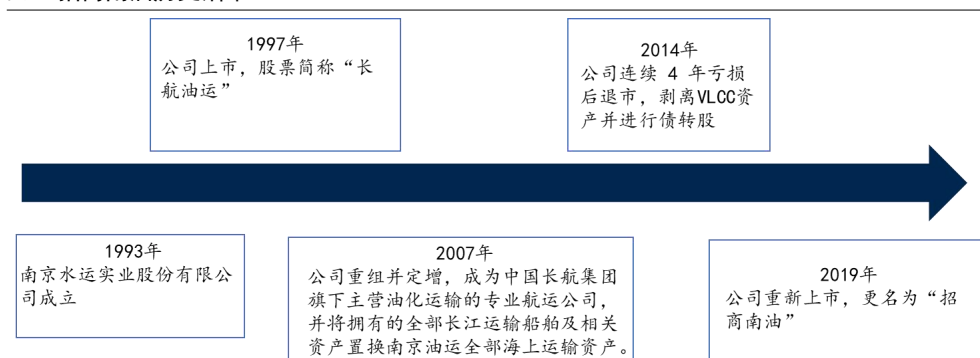 1997年
公司上市，股票简称“长
航油运”
2014年
公司连续 4 年亏损
后退市，剥离VLCC资
产并进行债转股
1993年
南京水运实业股份有限公
司成立
2007年
公司重组并定增，成为中国长航集团
旗下主营油化运输的专业航运公司，
并将拥有的全部长江运输船舶及相关
资产置换南京油运全部海上运输资产。
2019年
公司重新上市，更名为“招
商南油”